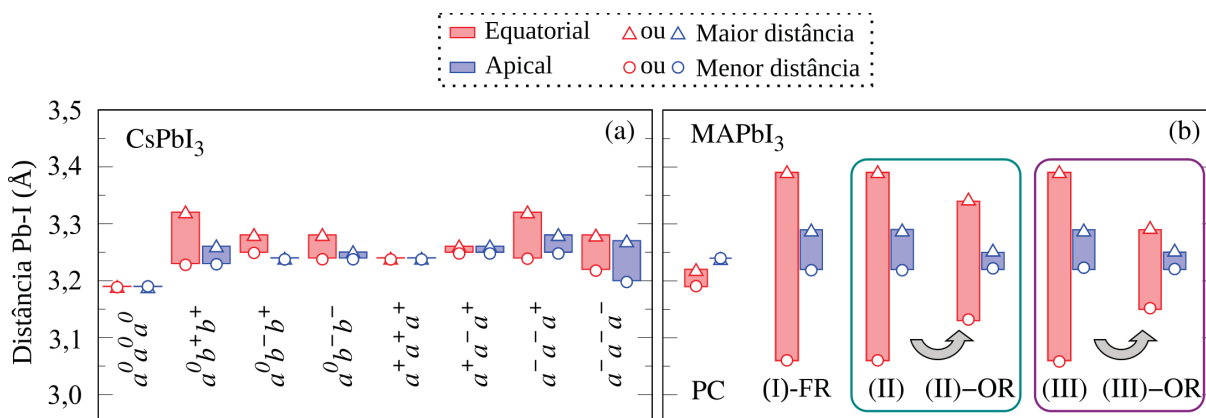 Equatorial △ ou △ Maior distância
Apical ○ ou ○ Menor distância
Distância Pb-I (Å)
3,5
3,4
3,3
3,2
3,1
3,0
CsPbI₃
(a)
a⁰a⁰a⁰
a⁰b⁺b⁺
a⁰b⁻b⁺
a⁰b⁻b⁻
a⁺a⁺a⁺
a⁺a⁻a⁺
a⁻a⁻a⁺
a⁻a⁻a⁻
MAPbI₃
(b)
PC (I)-FR (II) (II)−OR (III) (III)−OR